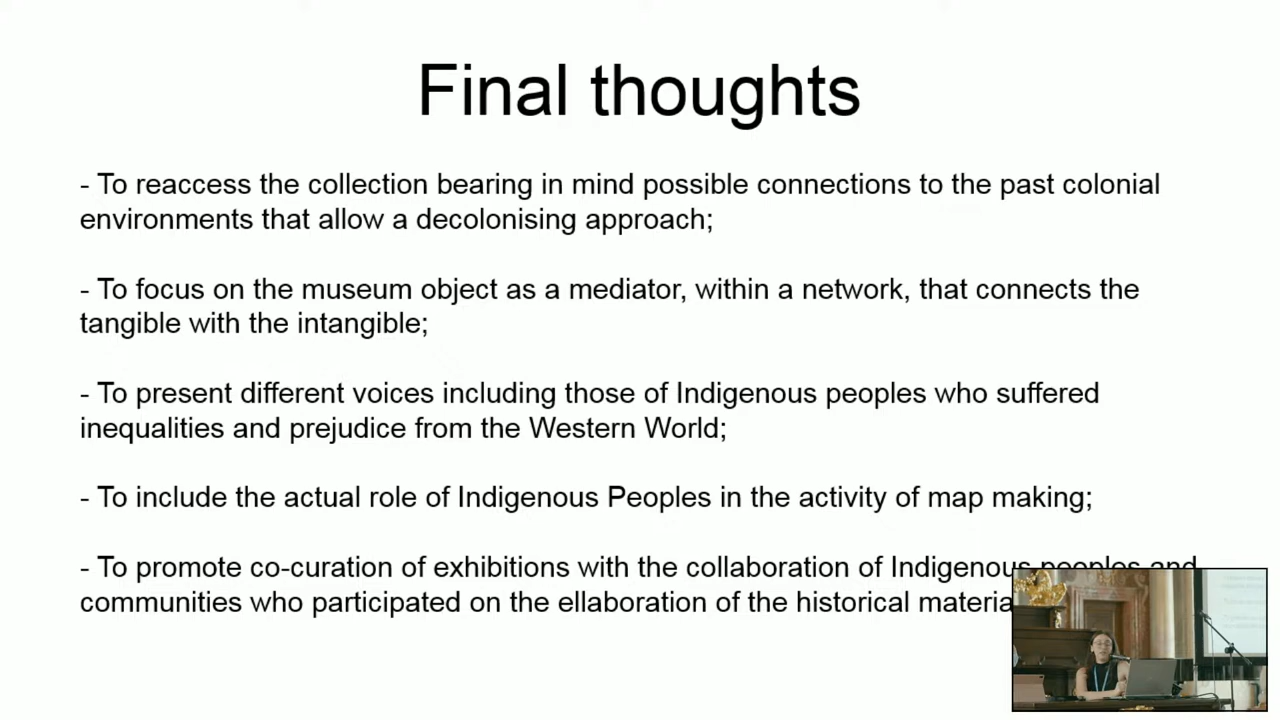 Final thoughts
- To reaccess the collection bearing in mind possible connections to the past colonial
environments that allow a decolonising approach;
- To focus on the museum object as a mediator, within a network, that connects the
tangible with the intangible;
- To present different voices including those of Indigenous peoples who suffered
inequalities and prejudice from the Western World;
- To include the actual role of Indigenous Peoples in the activity of map making;
- To promote co-curation of exhibitions with the collaboration of Indigenous peoples and
communities who participated on the ellaboration of the historical